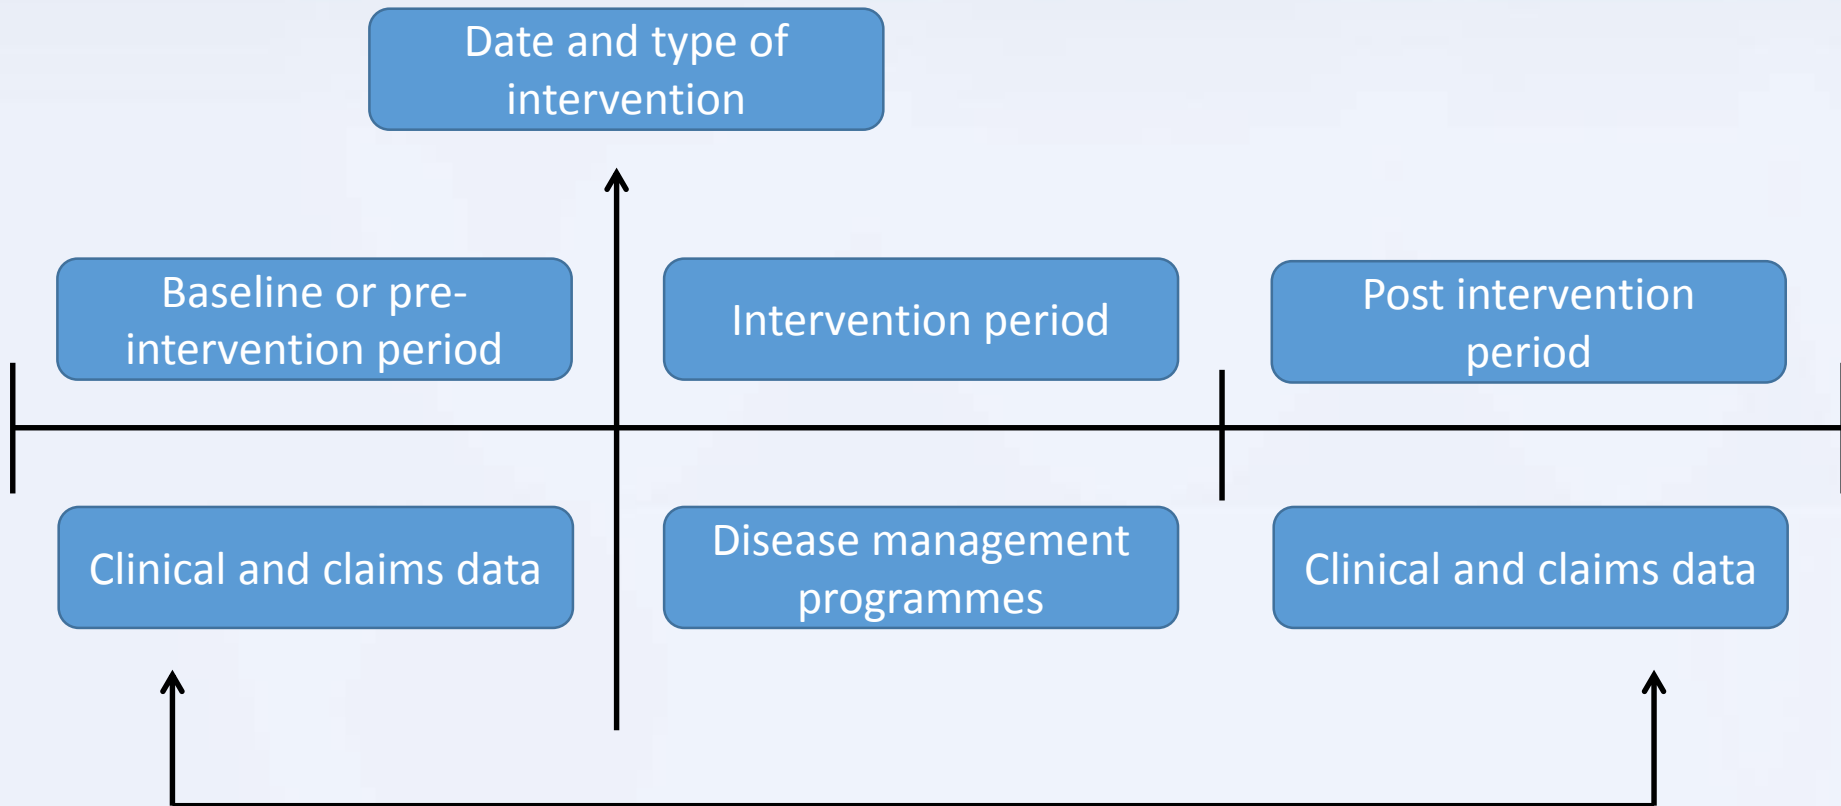 Date and type of
intervention
Baseline or pre-
intervention period
Intervention period
Post intervention
period
Clinical and claims data
Disease management
programmes
Clinical and claims data